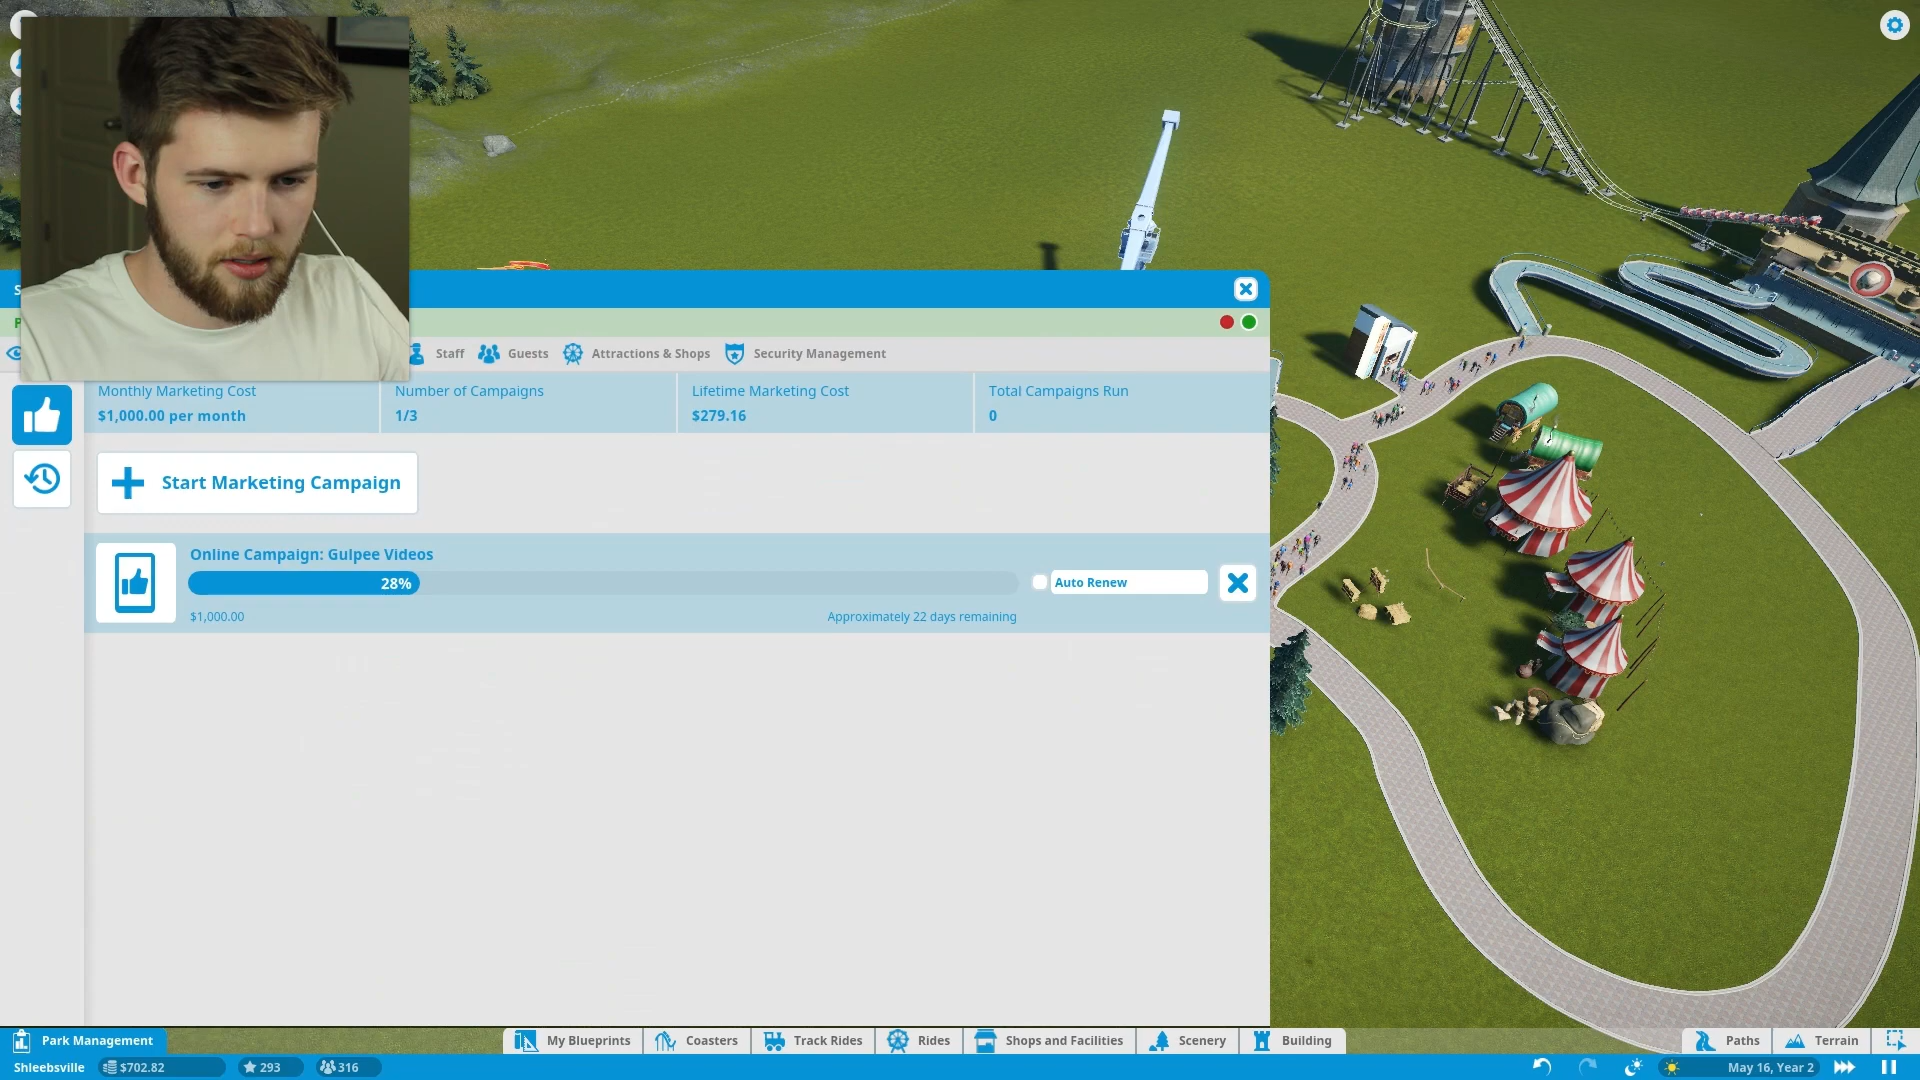 Staff
Guests
Attractions & Shops
Security Management
Monthly Marketing Cost
$1,000.00 per month
Number of Campaigns
1/3
Lifetime Marketing Cost
$279.16
Total Campaigns Run
0
Start Marketing Campaign
Online Campaign: Gulpee Videos
28%
Auto Renew
$1,000.00
Approximately 22 days remaining
Park Management
My Blueprints
Coasters
Track Rides
Rides
Shops and Facilities
Scenery
Building
Paths
Terrain
Shleebsville
$702.82
293
316
May 16, Year 2